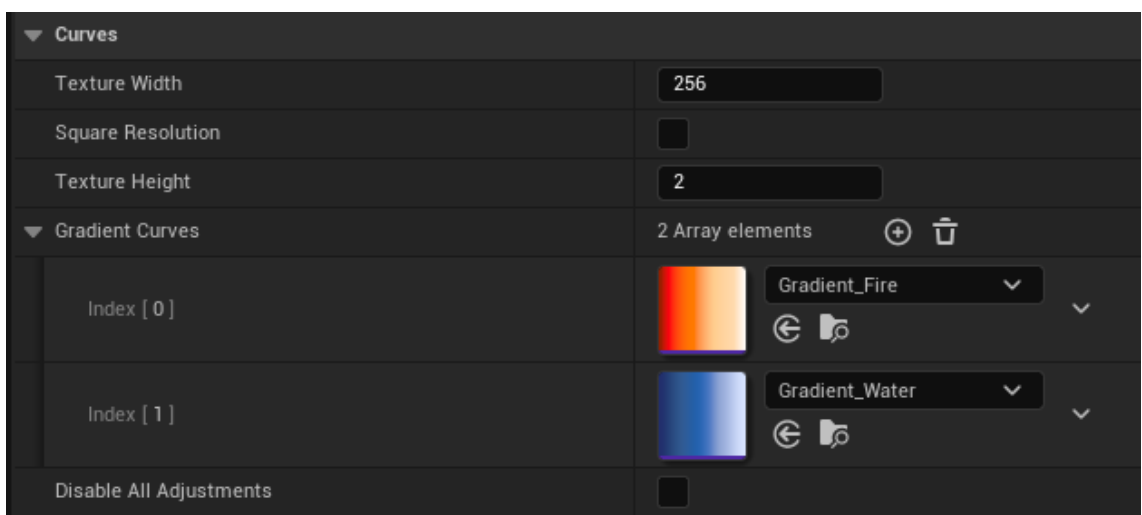 Curves
Texture Width 256
Square Resolution
Texture Height 2
Gradient Curves 2 Array elements
Index [ 0 ] Gradient_Fire
Index [ 1 ] Gradient_Water
Disable All Adjustments